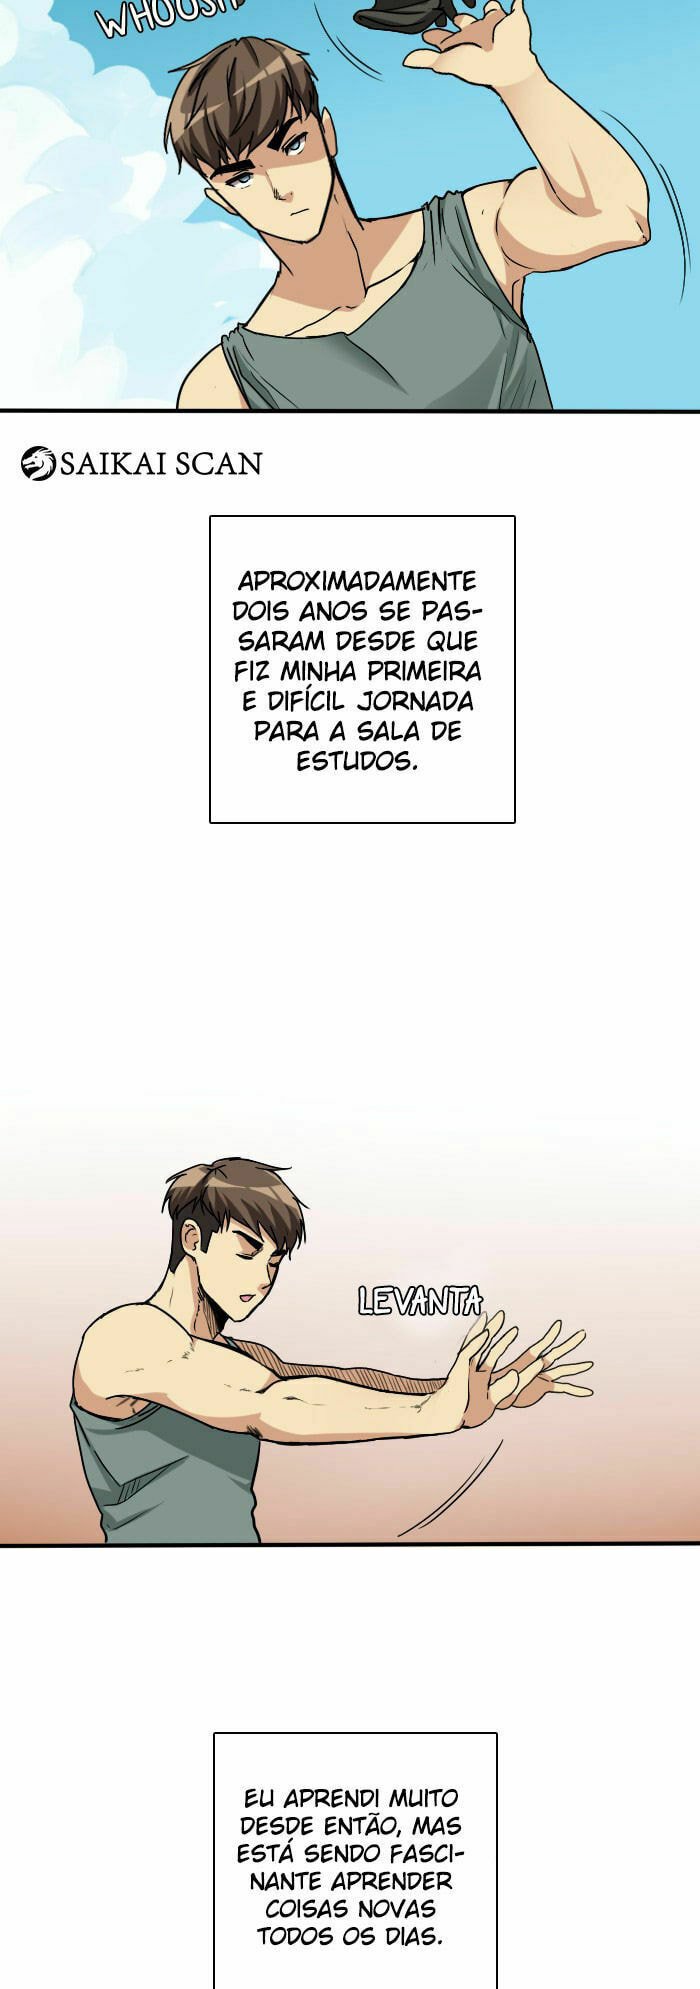 WHOOSH
SAIKAI SCAN
APROXIMADAMENTE
DOIS ANOS SE PAS-
SARAM DESDE QUE
FIZ MINHA PRIMEIRA
E DIFÍCIL JORNADA
PARA A SALA DE
ESTUDOS.
LEVANTA
EU APRENDI MUITO
DESDE ENTÃO, MAS
ESTÁ SENDO FASCI-
NANTE APRENDER
COISAS NOVAS
TODOS OS DIAS.